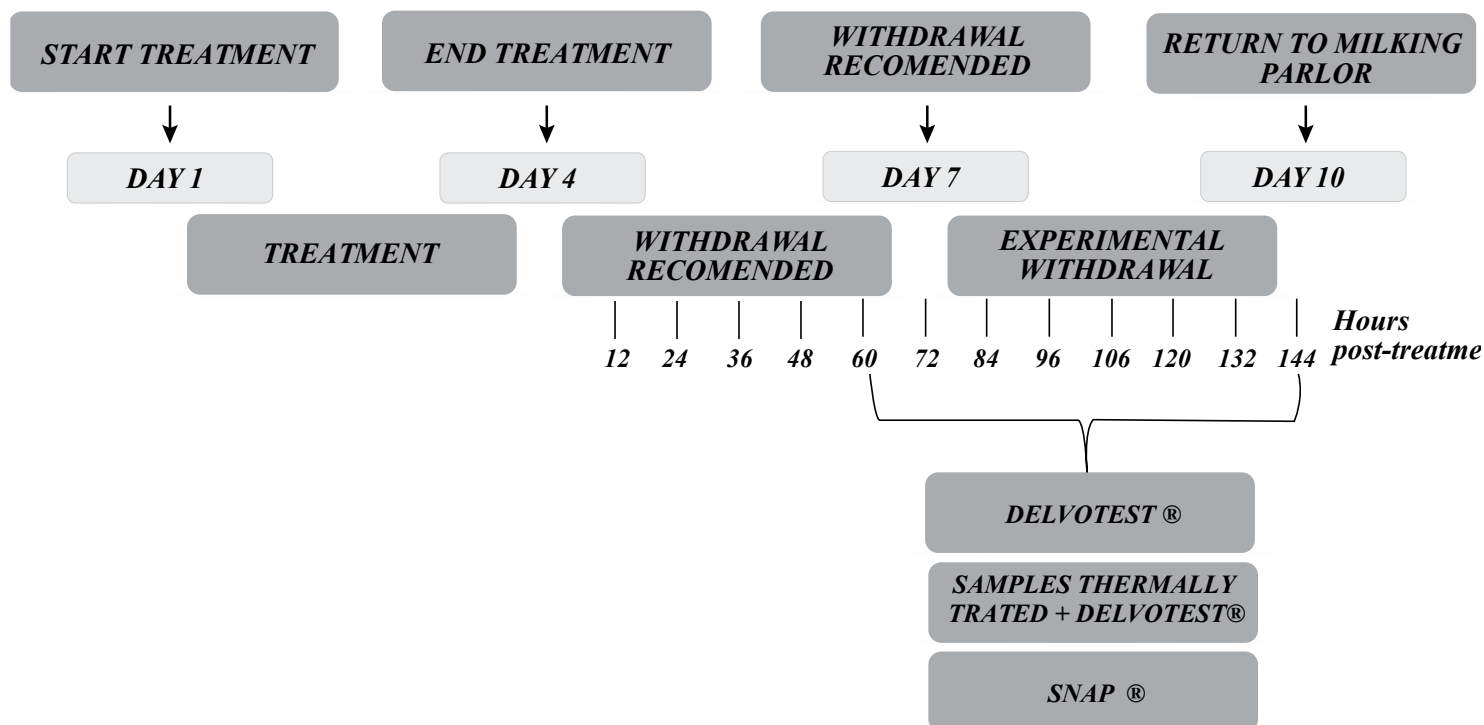 START TREATMENT
END TREATMENT
WITHDRAWAL
RECOMENDED
RETURN TO MILKING
PARLOR
DAY 1
DAY 4
DAY 7
DAY 10
TREATMENT
WITHDRAWAL
RECOMENDED
EXPERIMENTAL
WITHDRAWAL
12 24 36 48 60 72 84 96 106 120 132 144
Hours
post-treatme
DELVOTEST ®
SAMPLES THERMALLY
TRATED + DELVOTEST®
SNAP ®